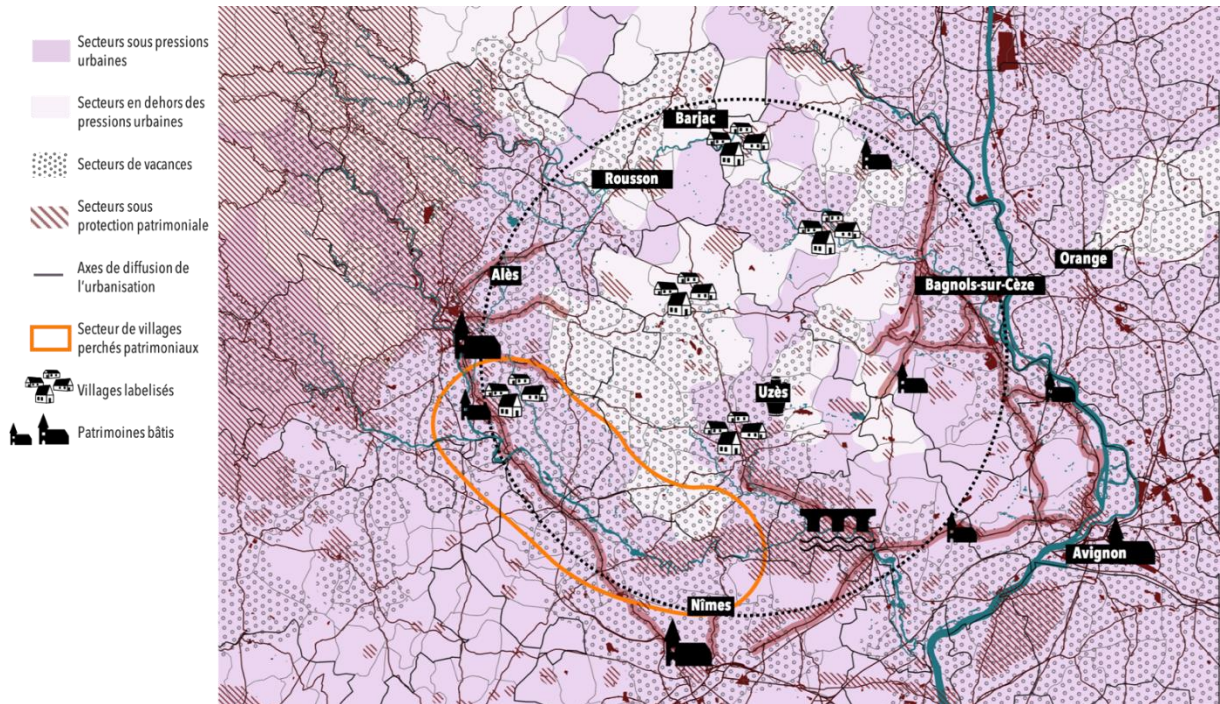 Secteurs sous pressions
urbaines
Secteurs en dehors des
pressions urbaines
Secteurs de vacances
Secteurs sous
protection patrimoniale
Axes de diffusion de
l'urbanisation
Secteur de villages
perchés patrimoniaux
Villages labelisés
Patrimoines bâtis
Barjac
Rousson
Orange
Alès
Bagnols-sur-Cèze
Uzès
Avignon
Nîmes